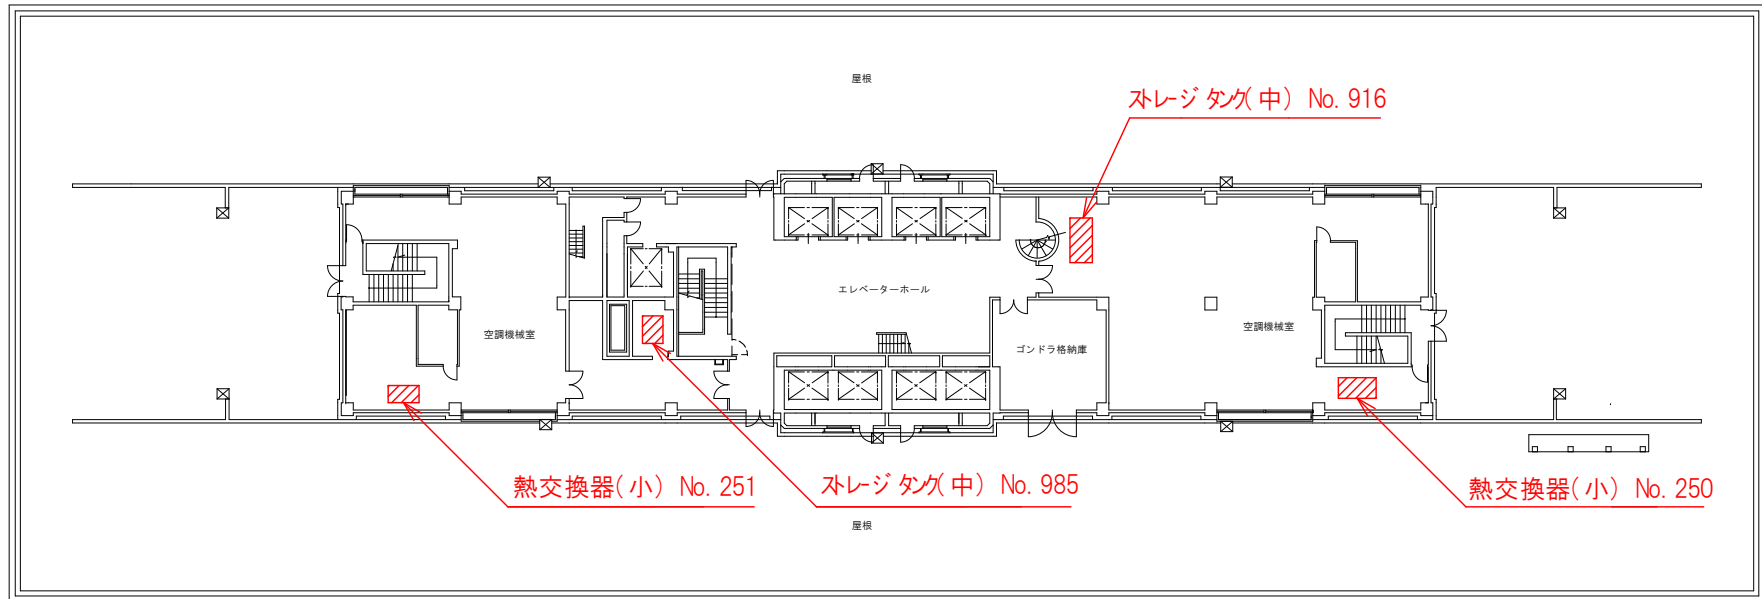 屋根
ストレージ タンク(中) No. 916
エレベーターホール
空調機械室
空調機械室
ゴンドラ格納庫
熱交換器(小) No. 251
ストレージ タンク(中) No. 985
熱交換器(小) No. 250
屋根